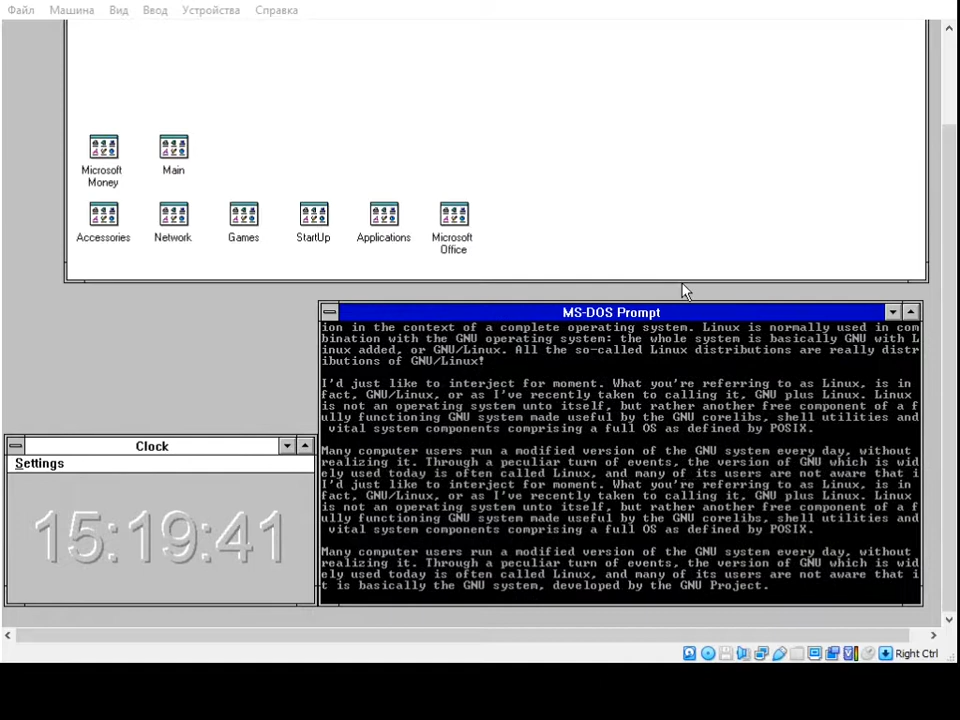 Файл Машина Вид Ввод Устройства Справка
Microsoft
Money
Main
Accessories
Network
Games
StartUp
Applications
Microsoft
Office
MS-DOS Prompt
ion in the context of a complete operating system. Linux is normally used in com
bination with the GNU operating system: the whole system is basically GNU with L
inux added, or GNU/Linux. All the so-called Linux distributions are really distr
ibutions of GNU/Linux!
I'd just like to interject for moment. What you're referring to as Linux, is in
fact, GNU/Linux, or as I've recently taken to calling it, GNU plus Linux. Linux
is not an operating system unto itself, but rather another free component of a f
ully functioning GNU system made useful by the GNU corelibs, shell utilities and
vital system components comprising a full OS as defined by POSIX.
Many computer users run a modified version of the GNU system every day, without
realizing it. Through a peculiar turn of events, the version of GNU which is wid
ely used today is often called Linux, and many of its users are not aware that i
I'd just like to interject for moment. What you're referring to as Linux, is in
fact, GNU/Linux, or as I've recently taken to calling it, GNU plus Linux. Linux
is not an operating system unto itself, but rather another free component of a f
ully functioning GNU system made useful by the GNU corelibs, shell utilities and
vital system components comprising a full OS as defined by POSIX.
Many computer users run a modified version of the GNU system every day, without
realizing it. Through a peculiar turn of events, the version of GNU which is wid
ely used today is often called Linux, and many of its users are not aware that i
t is basically the GNU system, developed by the GNU Project.
Clock
Settings
15:19:41
Right Ctrl